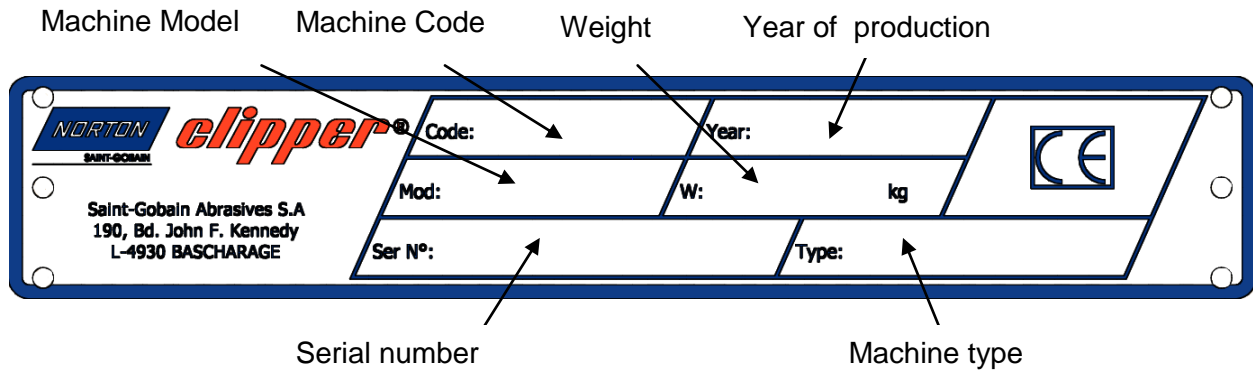 Machine Model Machine Code Weight Year of production
NORTON clipper®
SAINT-GOBAIN
Saint-Gobain Abrasives S.A
190, Bd. John F. Kennedy
L-4930 BASCHARAGE
Code: Year:
Mod: W: kg
Ser N°: Type:
CE
Serial number Machine type